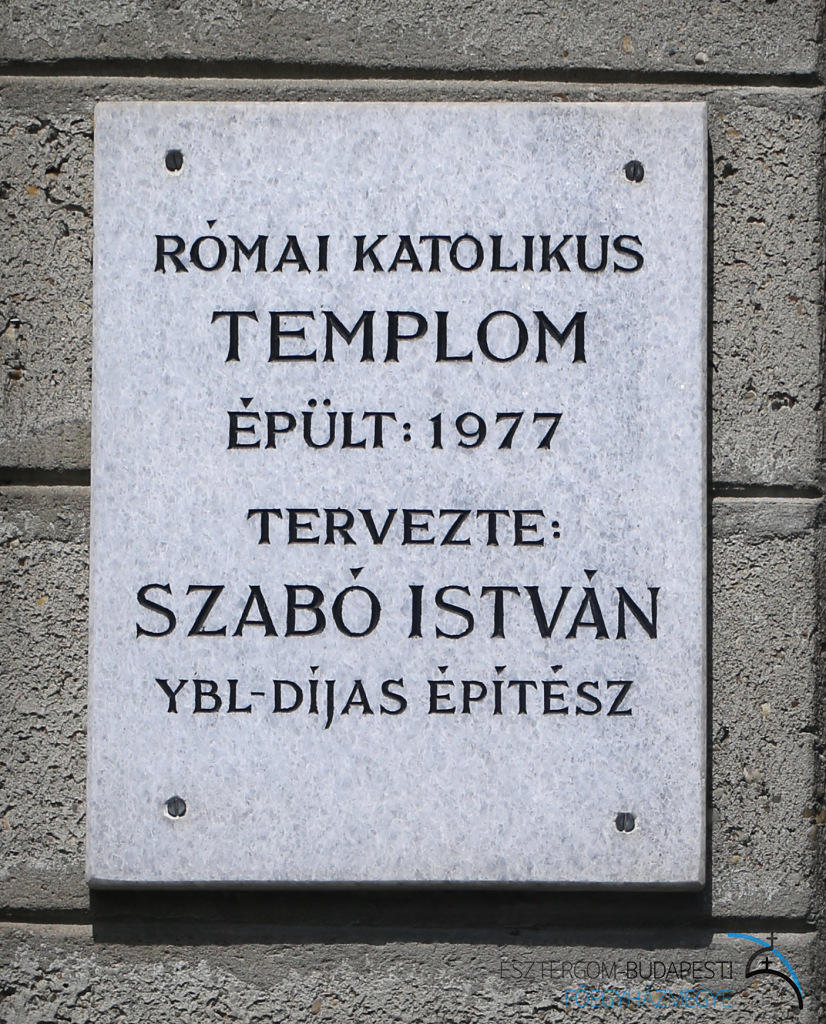 RÓMAI KATOLIKUS
TEMPLOM
ÉPÜLT: 1977
TERVEZTE:
SZABÓ ISTVÁN
YBL-DÍJAS ÉPÍTÉSZ
ESZTERGOM-BUDAPESTI
FŐEGYHÁZMEGYE